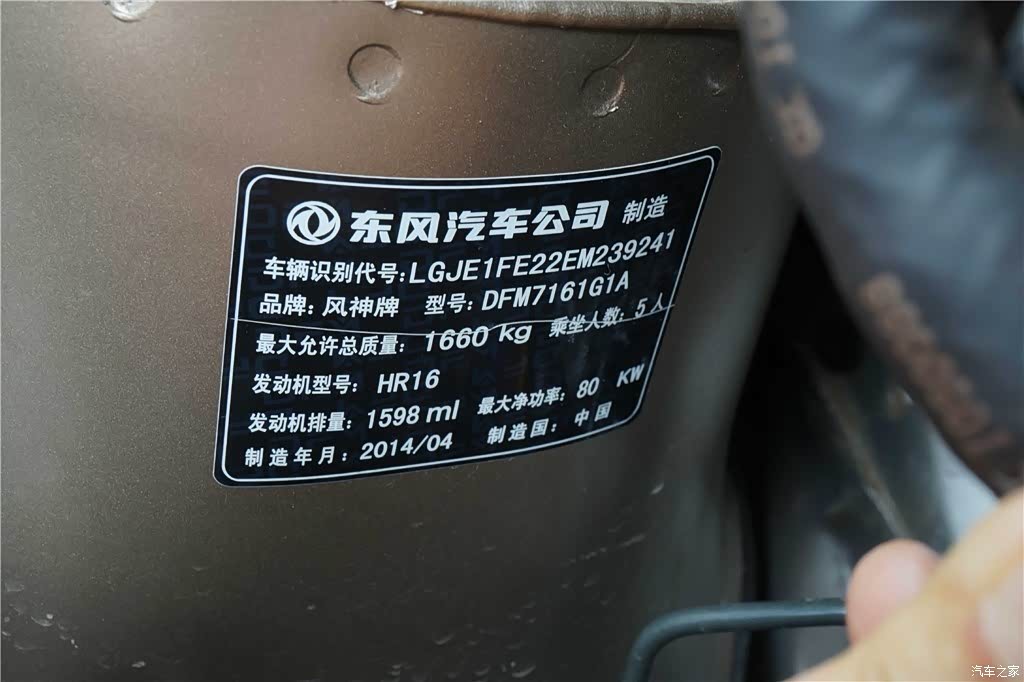 东风汽车公司 制造
车辆识别代号:LGJE1FE22EM239241
品牌:风神牌 型号:DFM7161G1A
最大允许总质量: 1660 kg 乘坐人数: 5 人
发动机型号: HR16
发动机排量: 1598 ml 最大净功率: 80 KW
制造年月: 2014/04 制造国: 中国
汽车之家